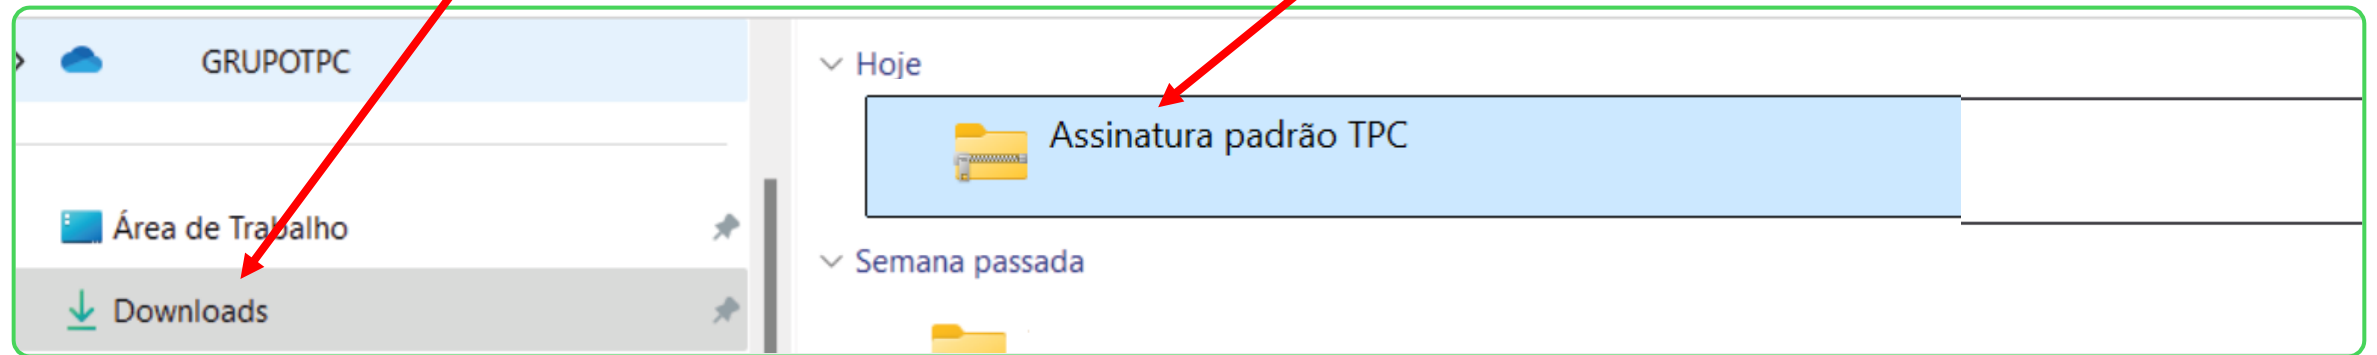 GRUPOTPC
Área de Trabalho
Downloads
Hoje
Assinatura padrão TPC
Semana passada